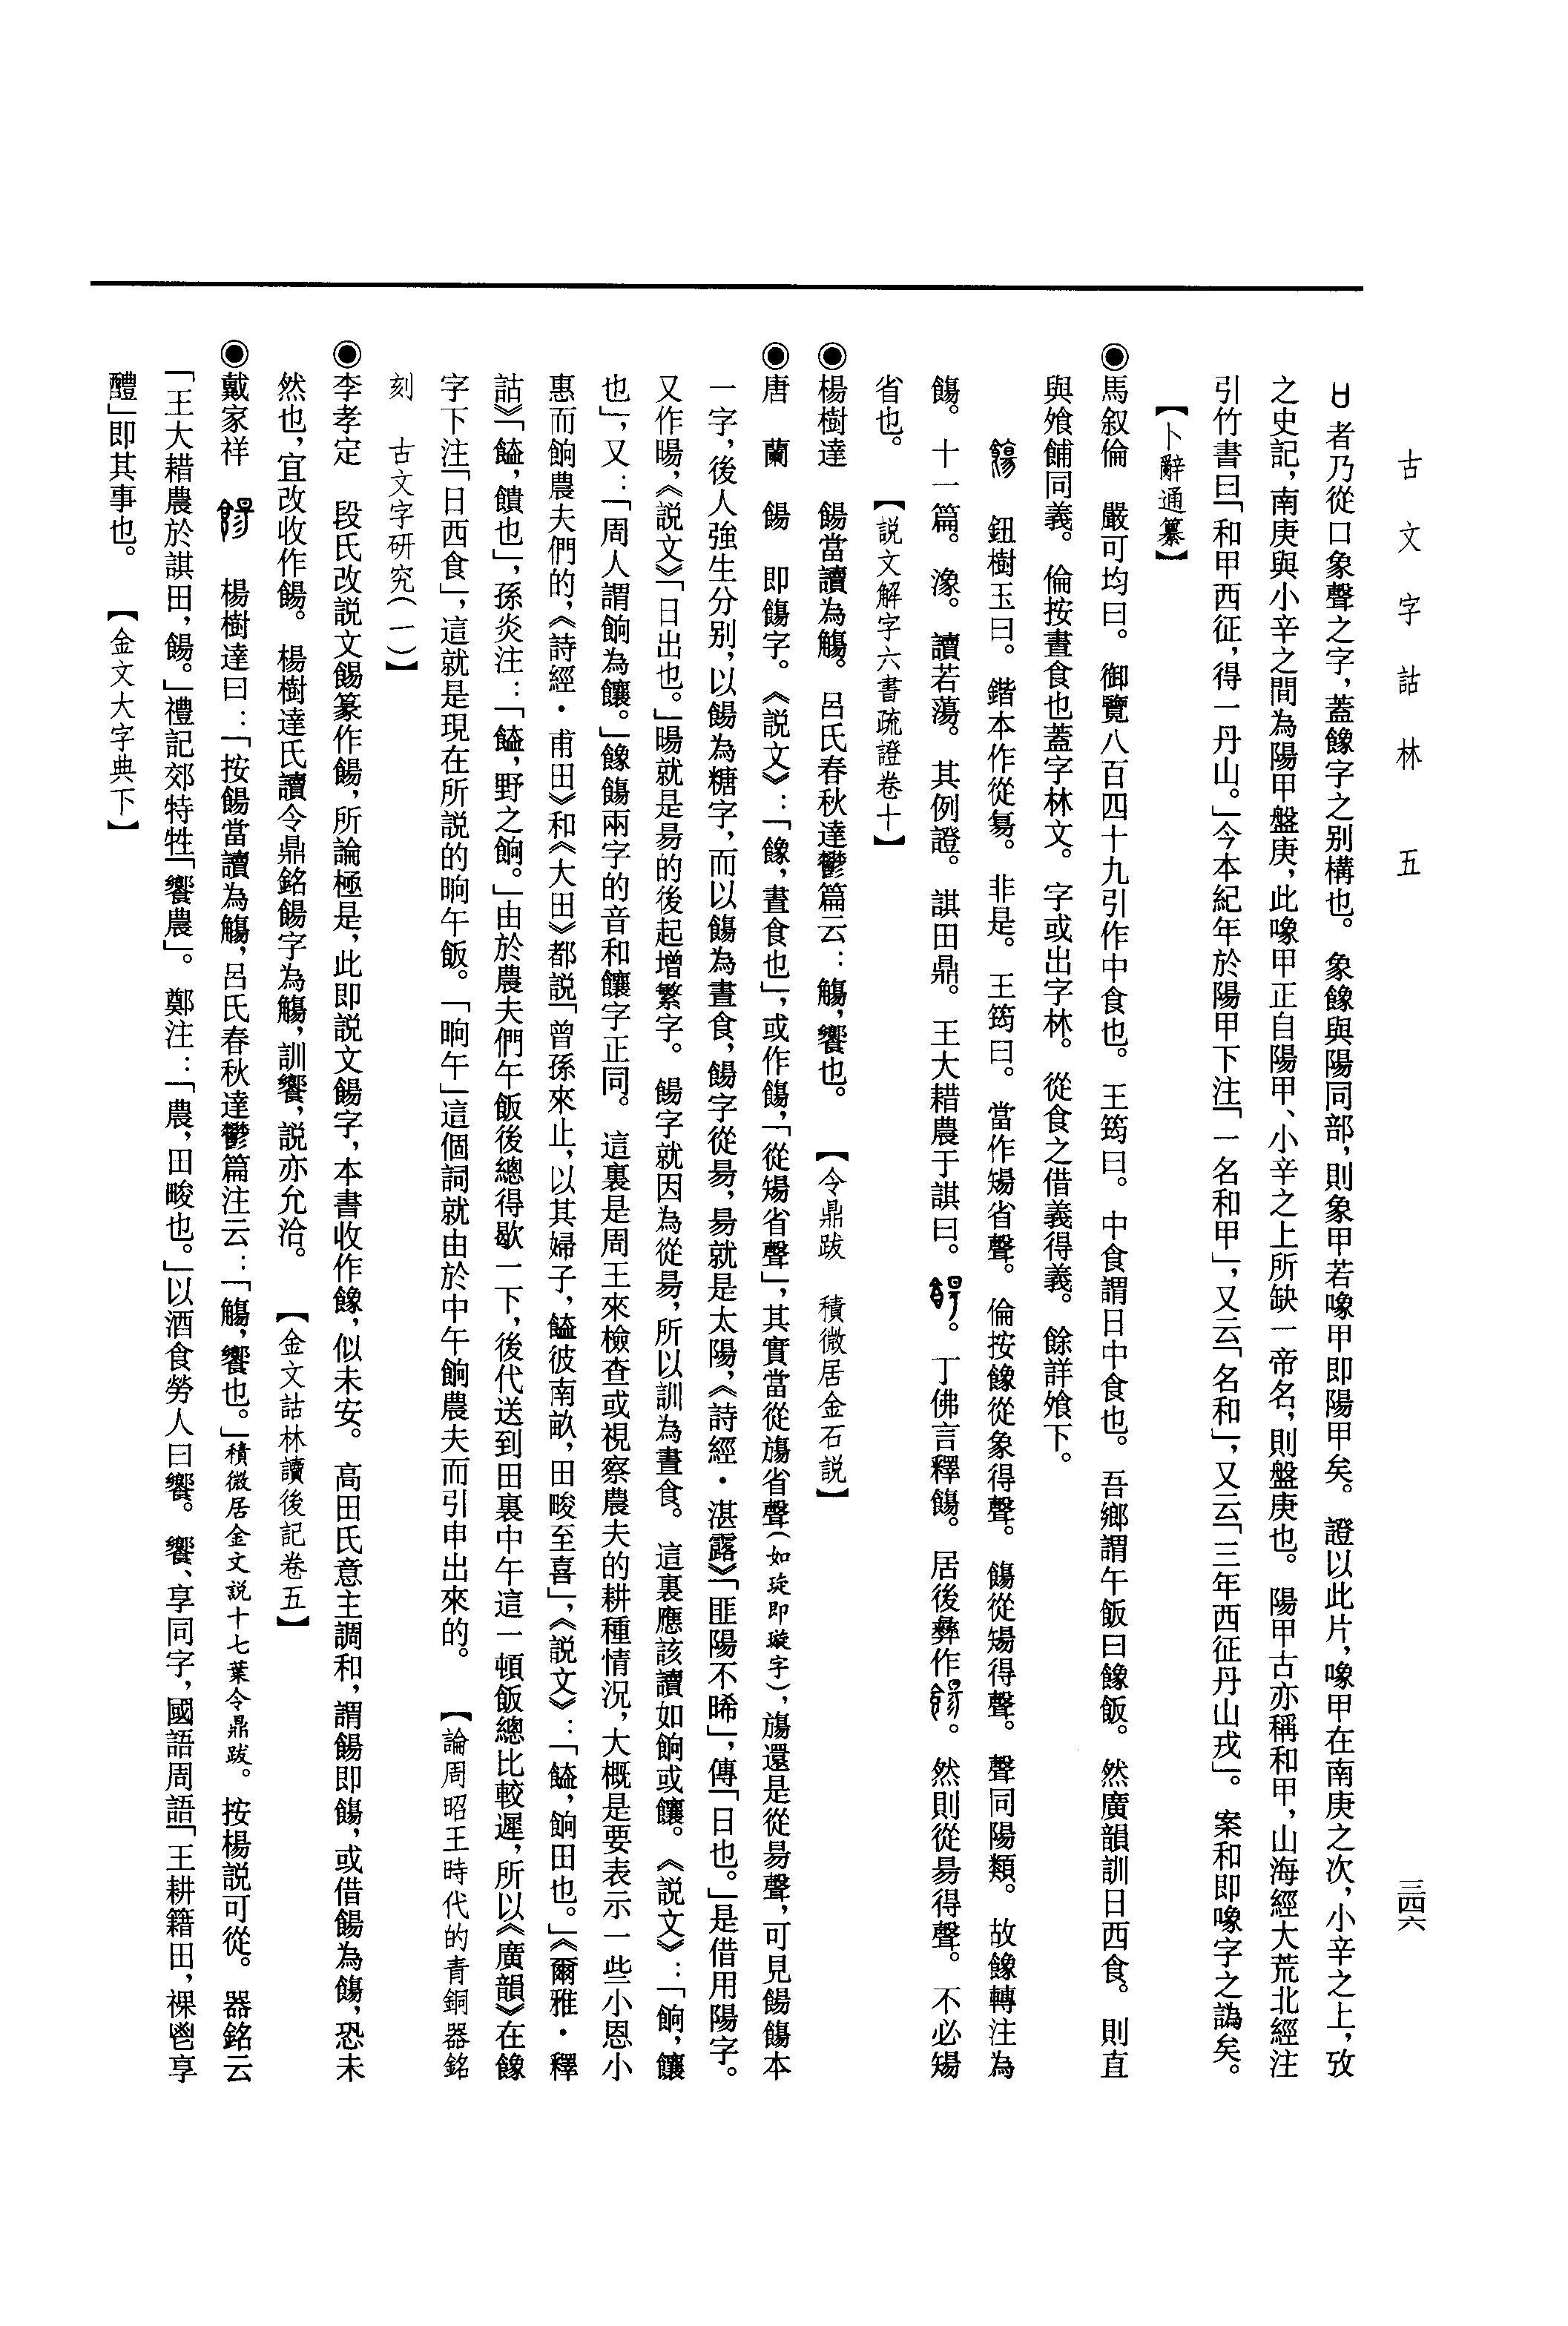 古文字詁林 五
三四六
者乃從口象聲之字，蓋餯字之别構也。象餯與陽同部，則象甲若喙甲即陽甲矣。證以此片，喙甲在南庚之次，小辛之上，攷
之史記，南庚與小辛之間為陽甲盤庚，此喙甲正自陽甲、小辛之上所缺一帝名，則盤庚也。陽甲古亦稱和甲，山海經大荒北經注
引竹書曰「和甲西征，得一丹山。」今本紀年於陽甲下注「一名和甲」，又云「名和」，又云「三年西征丹山戎」。案和即喙字之譌矣。
【卜辭通纂】
◉馬叙倫　嚴可均曰。御覽八百四十九引作中食也。王筠曰。中食謂日中食也。吾鄉謂午飯曰餯飯。然廣韻訓日西食。則直
與飧餔同義。倫按晝食也蓋字林文。字或出字林。從食之借義得義。餘詳飧下。
鈕樹玉曰。鍇本作從昜。非是。王筠曰。當作煬省聲。倫按餯從象得聲。餳從煬得聲。聲同陽類。故餯轉注為
餳。十一篇。潒。讀若蕩。其例證。諆田鼎。王大耤農于諆曰。。丁佛言釋餳。居後彝作。然則從昜得聲。不必煬
省也。【説文解字六書疏證卷十】
◉楊樹達　餳當讀為觴。吕氏春秋達鬱篇云：觴，饗也。【令鼎跋　積微居金石説】
◉唐　蘭　餳　即餳字。《説文》：「餯，晝食也」，或作餳，「從煬省聲」，其實當從旟省聲（如琁即璇字），還是從昜聲，可見餳餳本
一字，後人強生分别，以餳為糖字，而以餳為晝食，餳字從昜，昜就是太陽，《詩經·湛露》「匪陽不晞」，傳「日也。」是借用陽字。
又作暘，《説文》「日出也。」暘就是昜的後起增繁字。餳字就因為從昜，所以訓為晝食。這裏應該讀如餉或饟。《説文》：「餉，饟
也」，又：「周人謂餉為饟。」餯餳兩字的音和饟字正同。這裏是周王來檢查或視察農夫的耕種情況，大概是要表示一些小恩小
惠而餉農夫們的，《詩經·甫田》和《大田》都説「曾孫來止，以其婦子，饁彼南畝，田畯至喜」，《説文》：「饁，餉田也。」《爾雅·釋
詁》「饁，饋也」，孫炎注：「饁，野之餉。」由於農夫們午飯後總得歇一下，後代送到田裏中午這一頓飯總比較遲，所以《廣韻》在餯
字下注「日西食」，這就是現在所説的晌午飯。「晌午」這個詞就由於中午餉農夫而引申出來的。【論周昭王時代的青銅器銘
刻　古文字研究（一）】
◉李孝定　段氏改説文餳篆作餳，所論極是，此即説文餳字，本書收作餯，似未安。高田氏意主調和，謂餳即餳，或借餳為餳，恐未
然也，宜改收作餳。楊樹達氏讀令鼎銘餳字為觴，訓饗，説亦允洽。【金文詁林讀後記卷五】
◉戴家祥　楊樹達曰：「按餳當讀為觴，吕氏春秋達鬱篇注云：「觴，饗也。」積微居金文説十七葉令鼎跋。按楊説可從。器銘云
「王大耤農於諆田，餳。」禮記郊特牲「饗農」。鄭注：「農，田畯也。」以酒食勞人曰饗。饗、享同字，國語周語「王耕籍田，裸鬯享
醴」即其事也。【金文大字典下】